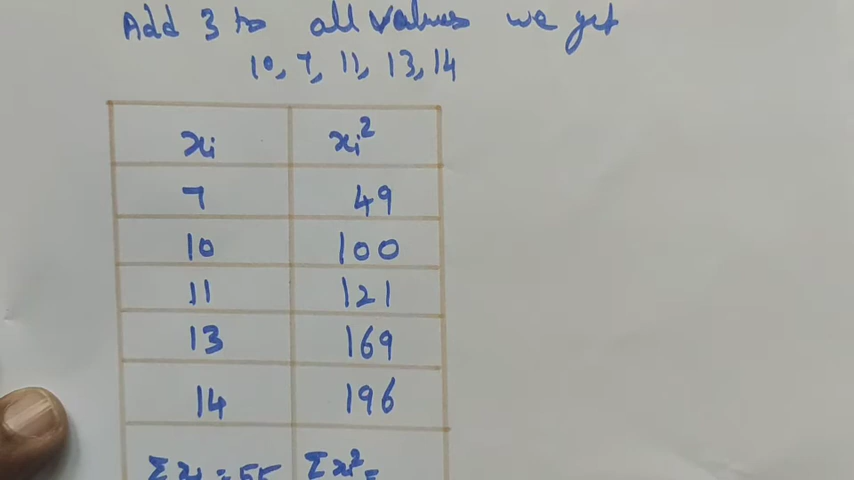 Add 3 to all values we get
10, 7, 11, 13, 14
xi xi²
7 49
10 100
11 121
13 169
14 196
Σxi = 55 Σxi² =